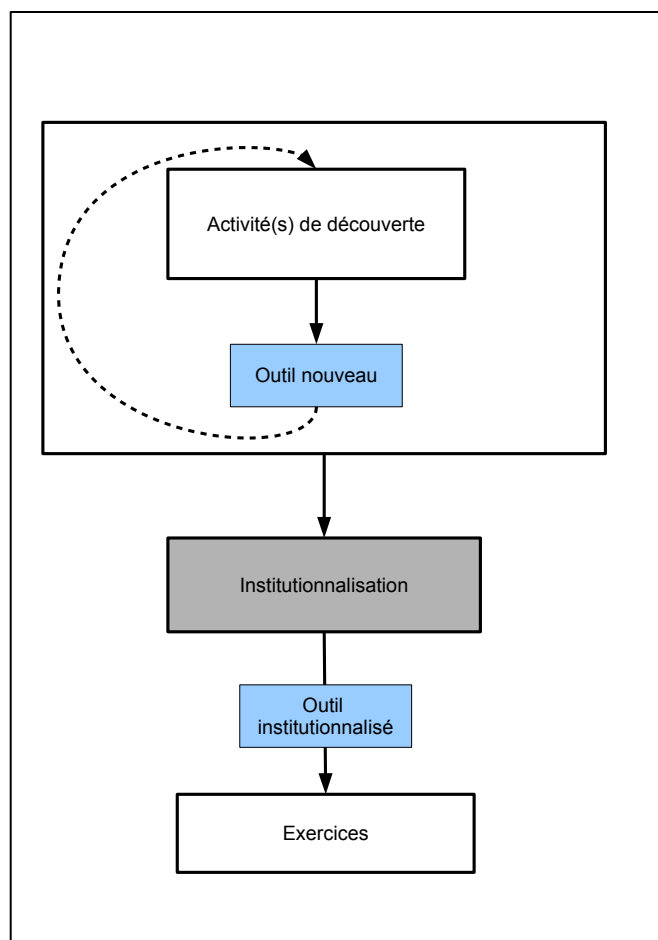 Activité(s) de découverte
Outil nouveau
Institutionnalisation
Outil
institutionnalisé
Exercices